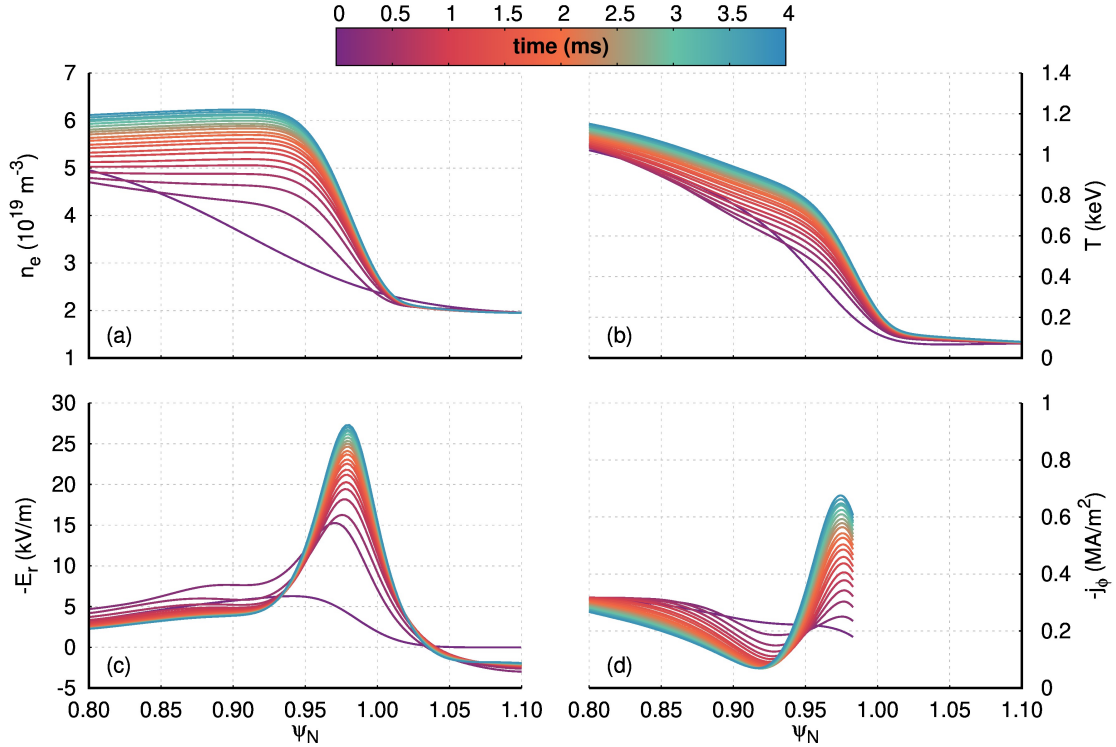 0 0.5 1 1.5 2 2.5 3 3.5 4
time (ms)
7
6
5
4
3
2
1
n_e (10^19 m^-3)
(a)
1.4
1.2
1
0.8
0.6
0.4
0.2
0
T (keV)
(b)
30
25
20
15
10
5
0
-5
-E_r (kV/m)
(c)
0.80 0.85 0.90 0.95 1.00 1.05 1.10
ψ_N
1
0.8
0.6
0.4
0.2
0
-j_ϕ (MA/m^2)
(d)
0.80 0.85 0.90 0.95 1.00 1.05 1.10
ψ_N